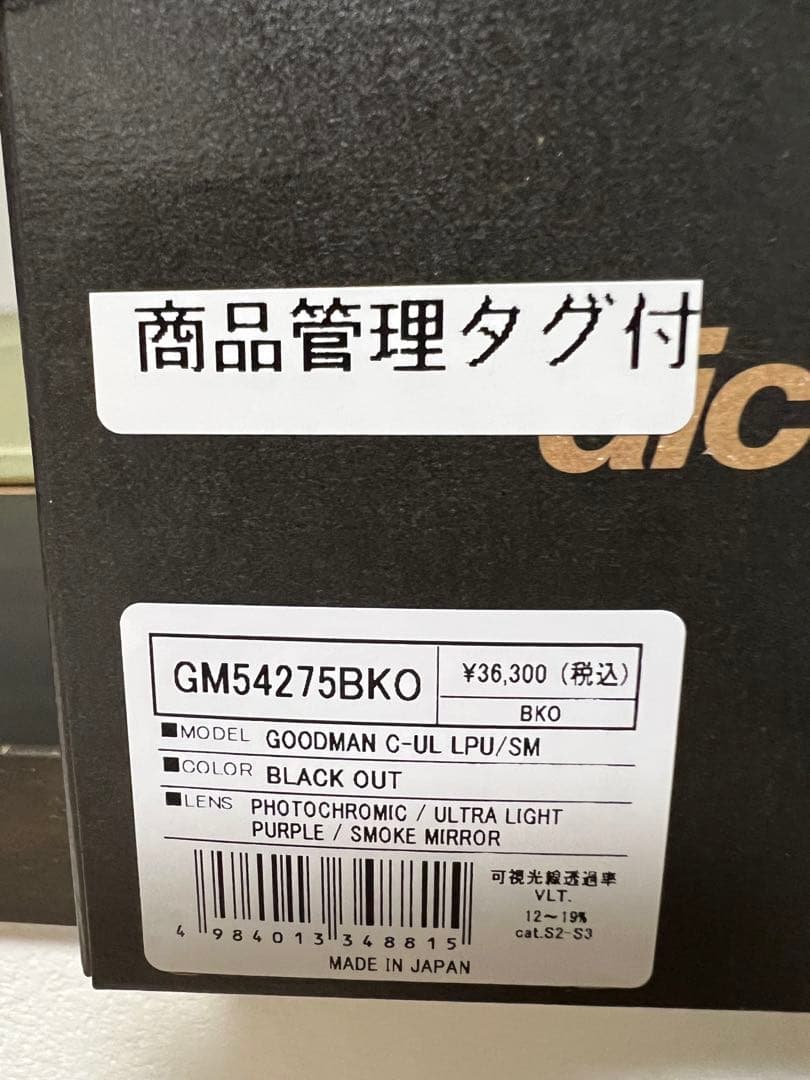 商品管理タグ付
GM54275BKO
¥36,300 (税込)
BKO
■MODEL GOODMAN C-UL LPU/SM
■COLOR BLACK OUT
■LENS PHOTOCHROMIC / ULTRA LIGHT
PURPLE / SMOKE MIRROR
可視光線透過率
VLT.
12～19%
cat.S2-S3
4 984013 348815
MADE IN JAPAN